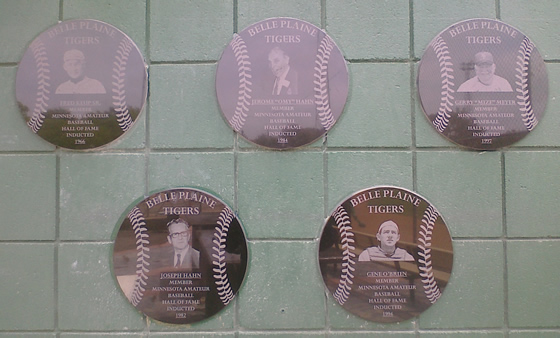 BELLE PLAINE
TIGERS
MEMBER
MINNESOTA AMATEUR
BASEBALL
HALL OF FAME
INDUCTED
BELLE PLAINE
TIGERS
JEROME "UMY" HAHN
MEMBER
MINNESOTA AMATEUR
BASEBALL
HALL OF FAME
INDUCTED
BELLE PLAINE
TIGERS
MEYER
MEMBER
MINNESOTA AMATEUR
BASEBALL
HALL OF FAME
INDUCTED
BELLE PLAINE
TIGERS
JOSEPH HAHN
MEMBER
MINNESOTA AMATEUR
BASEBALL
HALL OF FAME
INDUCTED
BELLE PLAINE
TIGERS
GENE O'BRIEN
MEMBER
MINNESOTA AMATEUR
BASEBALL
HALL OF FAME
INDUCTED